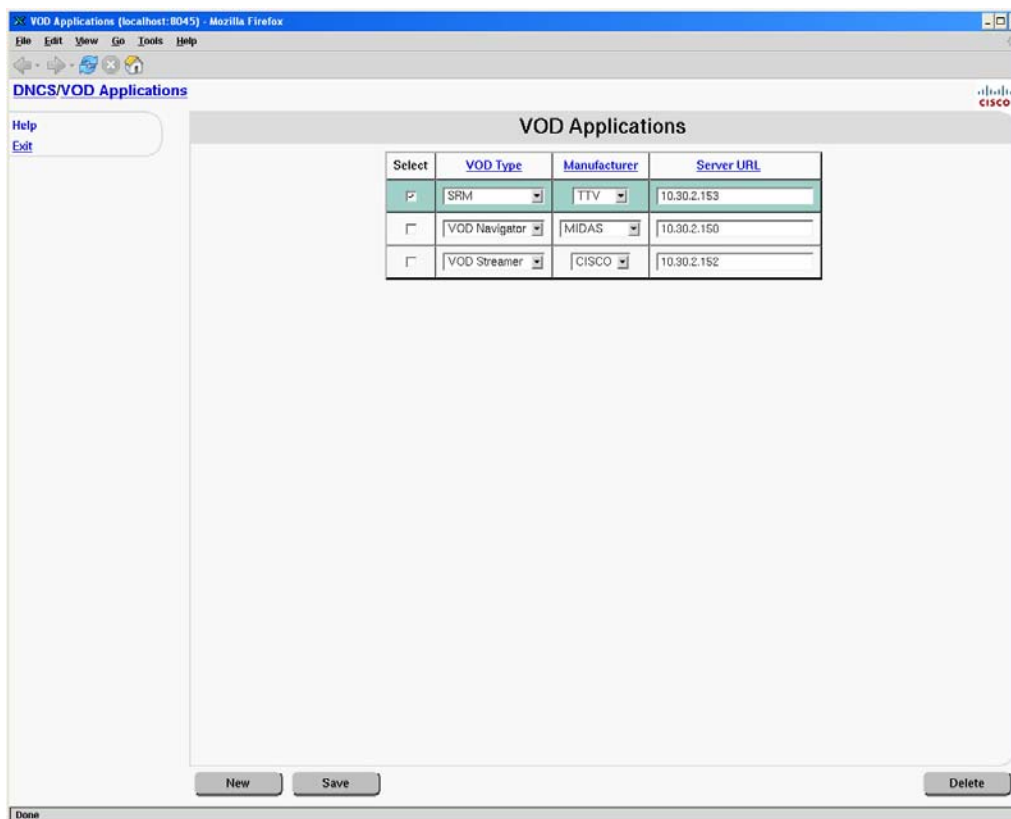 VOD Applications (localhost:8045) - Mozilla Firefox
File Edit View Go Tools Help
DNCS/VOD Applications
CISCO
Help
Exit
VOD Applications
Select VOD Type Manufacturer Server URL
SRM TTV 10.30.2.153
VOD Navigator MIDAS 10.30.2.150
VOD Streamer CISCO 10.30.2.152
New Save Delete
Done